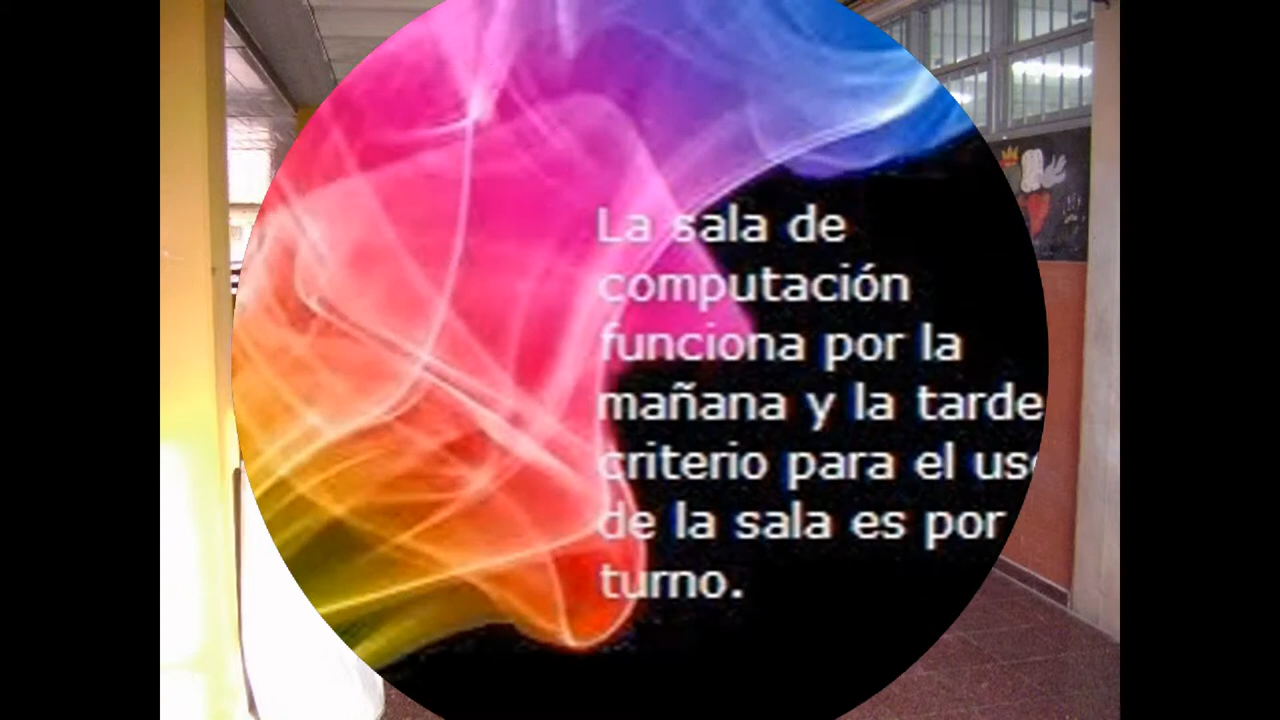 La sala de
computación
funciona por la
mañana y la tarde
criterio para el uso
de la sala es por
turno.